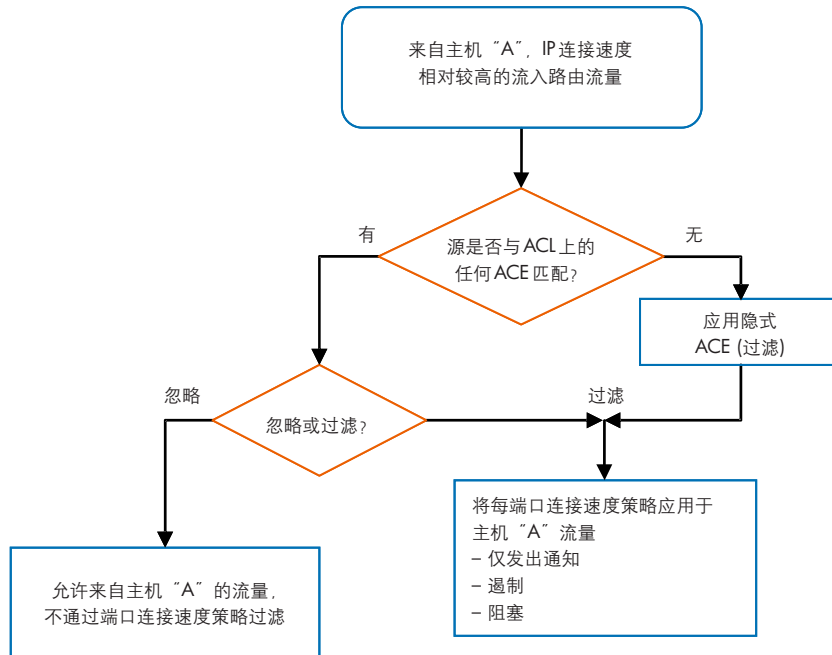 来自主机“A”，IP连接速度
相对较高的流入路由流量
有
源是否与ACL上的
任何ACE匹配？
无
应用隐式
ACE (过滤)
忽略
忽略或过滤？
过滤
将每端口连接速度策略应用于
主机“A”流量
– 仅发出通知
– 遏制
– 阻塞
允许来自主机“A”的流量，
不通过端口连接速度策略过滤